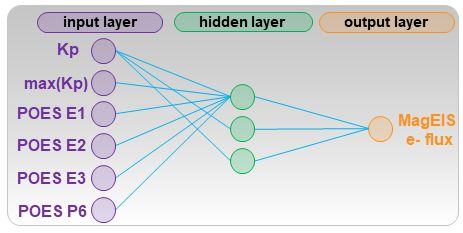 input layer
hidden layer
output layer
Kp
max(Kp)
POES E1
POES E2
POES E3
POES P6
MagEIS
e- flux